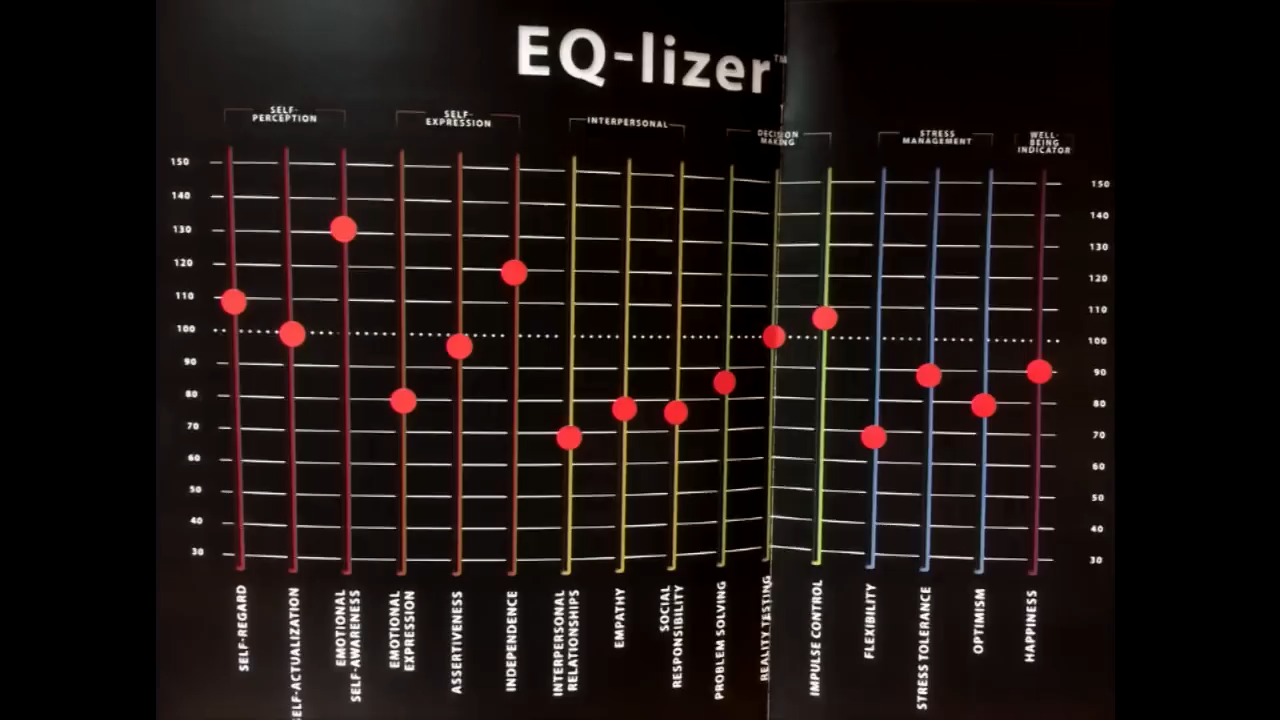 EQ-lizer™
SELF-
PERCEPTION
SELF-
EXPRESSION
INTERPERSONAL
DECISION
MAKING
STRESS
MANAGEMENT
WELL-
BEING
INDICATOR
150
140
130
120
110
100
90
80
70
60
50
40
30
150
140
130
120
110
100
90
80
70
60
50
40
30
SELF-REGARD
SELF-ACTUALIZATION
EMOTIONAL
SELF-AWARENESS
EMOTIONAL
EXPRESSION
ASSERTIVENESS
INDEPENDENCE
INTERPERSONAL
RELATIONSHIPS
EMPATHY
SOCIAL
RESPONSIBILITY
PROBLEM SOLVING
REALITY TESTING
IMPULSE CONTROL
FLEXIBILITY
STRESS TOLERANCE
OPTIMISM
HAPPINESS